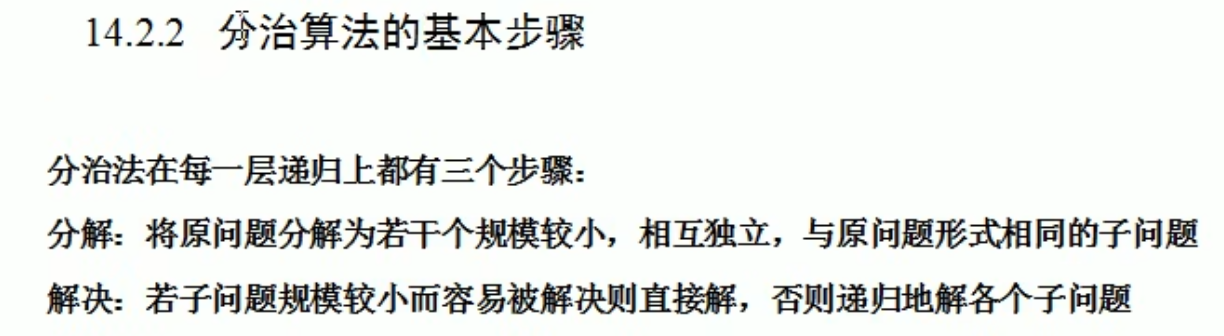 14.2.2 分治算法的基本步骤
分治法在每一层递归上都有三个步骤：
分解：将原问题分解为若干个规模较小，相互独立，与原问题形式相同的子问题
解决：若子问题规模较小而容易被解决则直接解，否则递归地解各个子问题